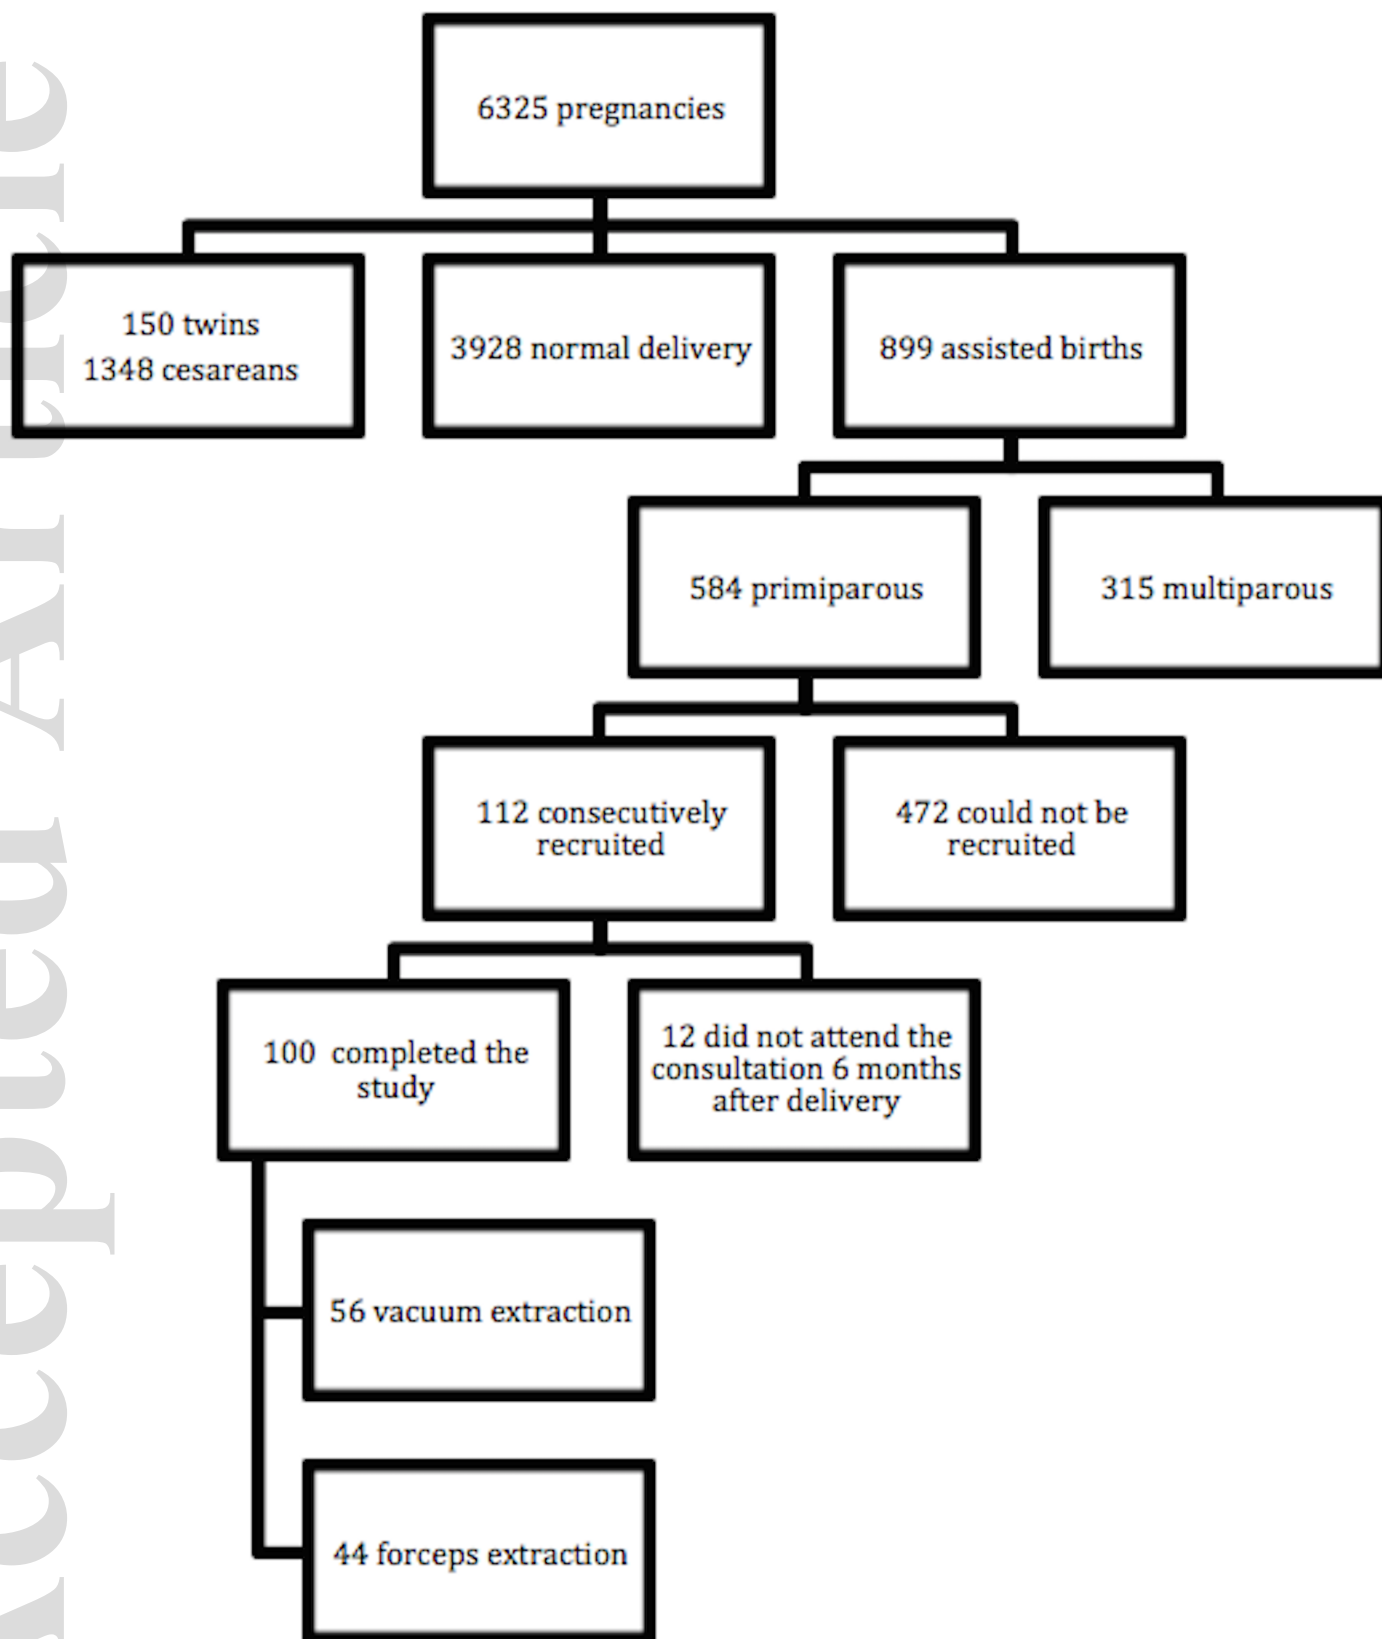 Accepted Article
6325 pregnancies
150 twins
1348 cesareans
3928 normal delivery
899 assisted births
584 primiparous
315 multiparous
112 consecutively
recruited
472 could not be
recruited
100 completed the
study
12 did not attend the
consultation 6 months
after delivery
56 vacuum extraction
44 forceps extraction